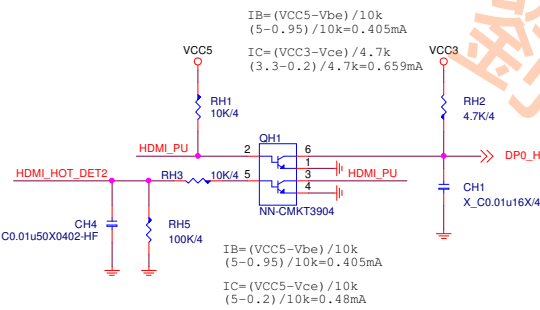 IB=(VCC5-Vbe)/10k
(5-0.95)/10k=0.405mA
IC=(VCC3-Vce)/4.7k
(3.3-0.2)/4.7k=0.659mA
VCC5
VCC3
RH1
10K/4
RH2
4.7K/4
QH1
HDMI_PU
2
6
DP0_H
1
HDMI_HOT_DET2
RH3
10K/4
5
3
HDMI_PU
4
CH1
X_C0.01u16X/4
NN-CMKT3904
CH4
C0.01u50X0402-HF
RH5
100K/4
IB=(VCC5-Vbe)/10k
(5-0.95)/10k=0.405mA
IC=(VCC5-Vce)/10k
(5-0.2)/10k=0.48mA